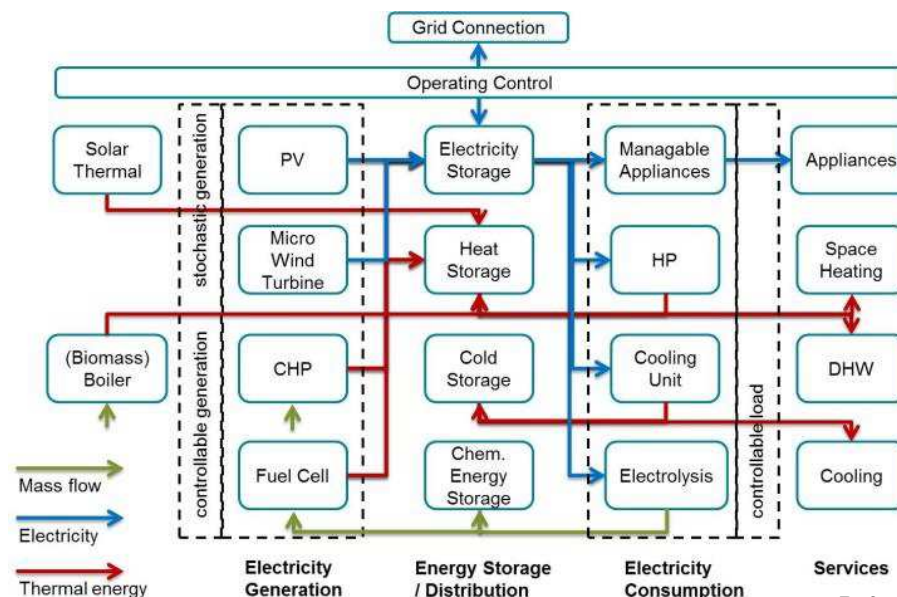 Grid Connection
Operating Control
stochastic generation
controllable generation
controllable load
Solar
Thermal
PV
Electricity
Storage
Managable
Appliances
Appliances
Micro
Wind
Turbine
Heat
Storage
HP
Space
Heating
(Biomass)
Boiler
CHP
Cold
Storage
Cooling
Unit
DHW
Fuel Cell
Chem.
Energy
Storage
Electrolysis
Cooling
Mass flow
Electricity
Thermal energy
Electricity
Generation
Energy Storage
/ Distribution
Electricity
Consumption
Services